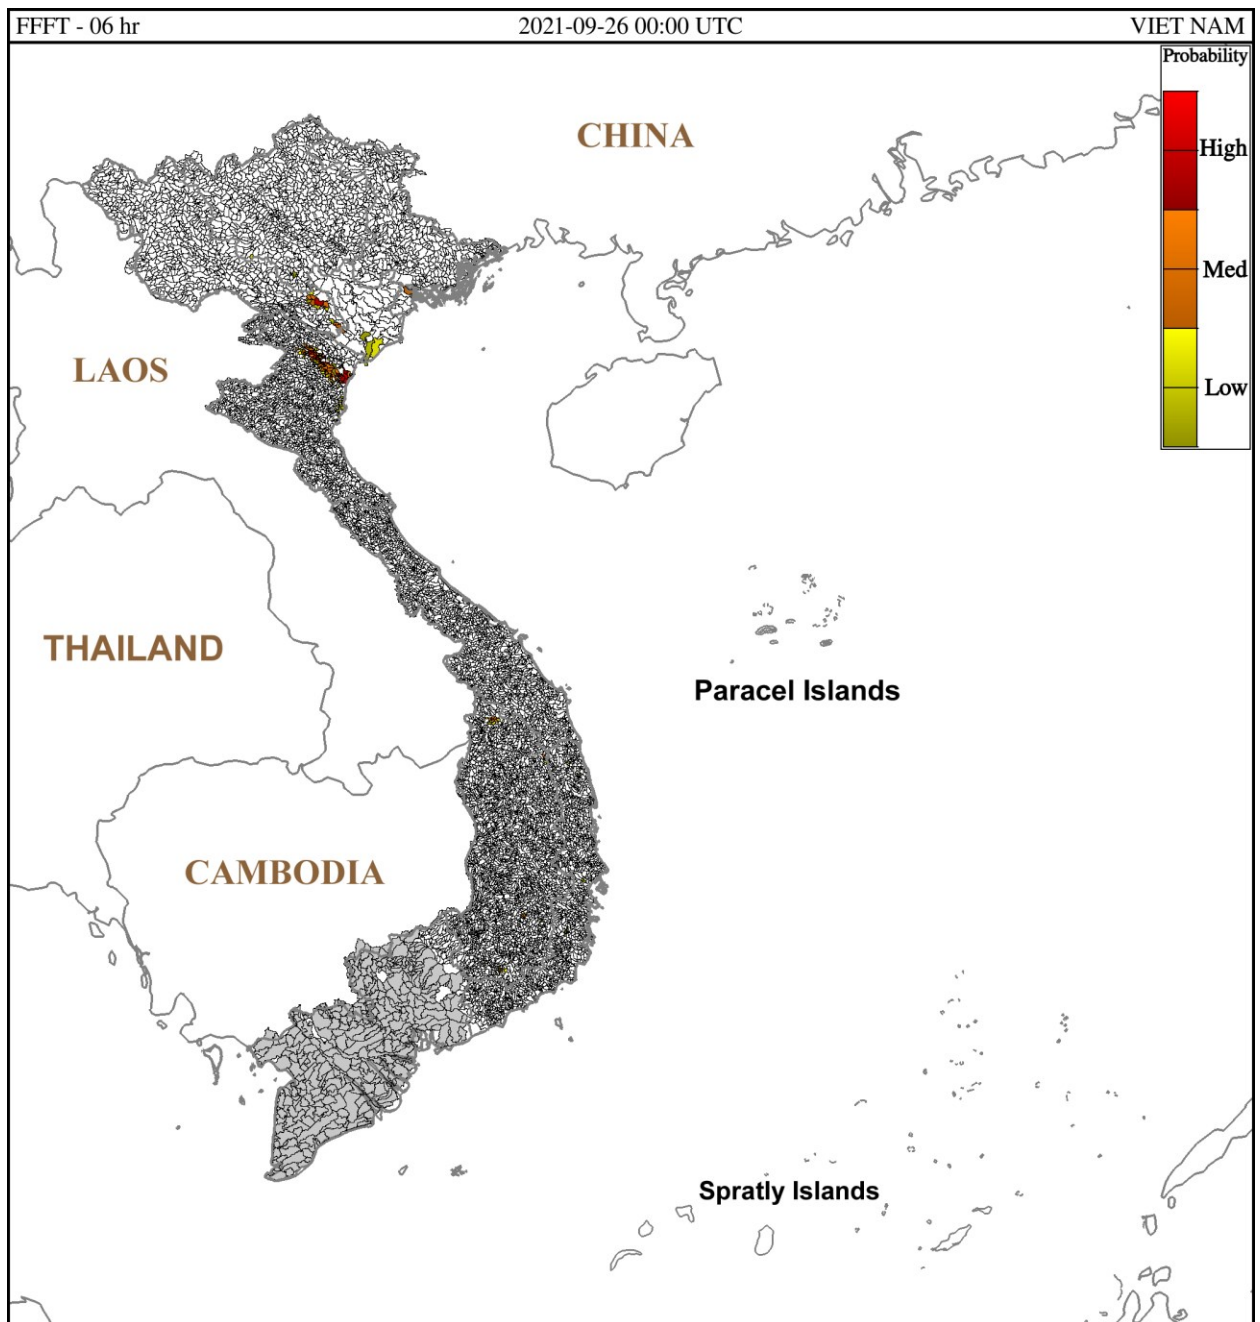 FFFT - 06 hr
2021-09-26 00:00 UTC
VIET NAM
Probability
High
Med
Low
CHINA
LAOS
THAILAND
Paracel Islands
CAMBODIA
Spratly Islands